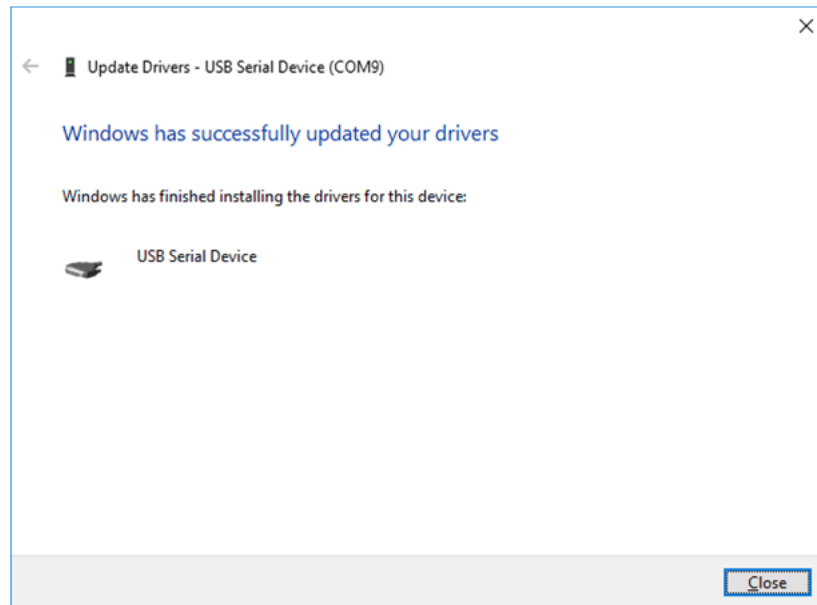 Update Drivers - USB Serial Device (COM9)
Windows has successfully updated your drivers
Windows has finished installing the drivers for this device:
USB Serial Device
Close